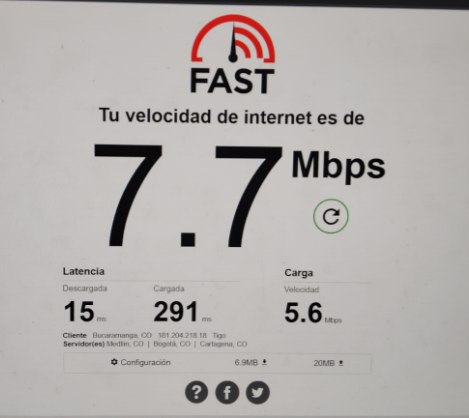 FAST
Tu velocidad de internet es de
7.7 Mbps
Latencia
Descargada Cargada
15 ms 291 ms
Carga
Velocidad
5.6 Mbps
Cliente Bucaramanga, CO 181.204.218.18 Tigo
Servidor(es) Medllín, CO | Bogotá, CO | Cartagena, CO
Configuración 6.9MB 20MB
? f